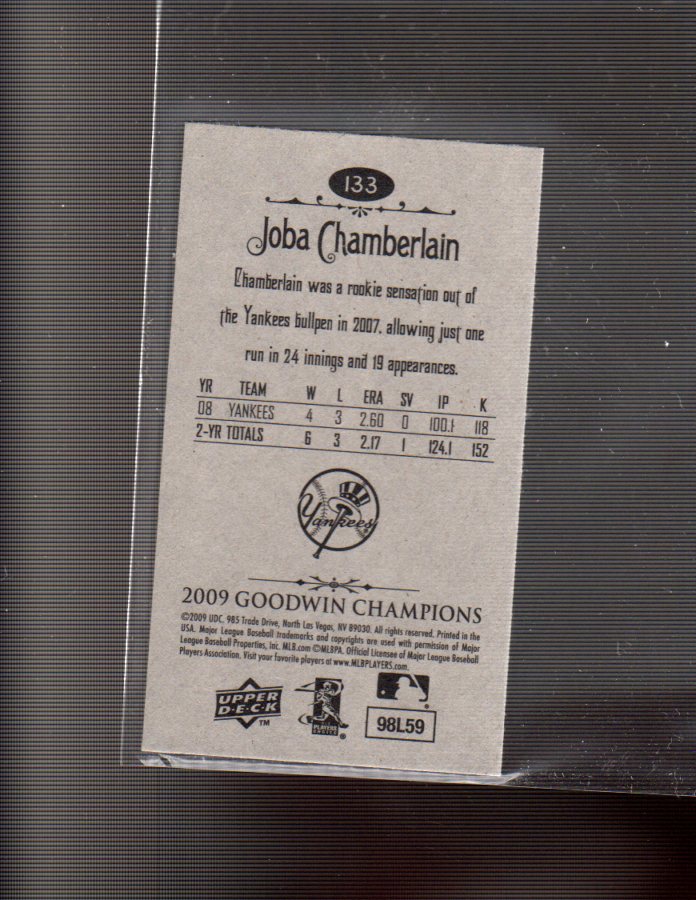 133
Joba Chamberlain
Chamberlain was a rookie sensation out of
the Yankees bullpen in 2007, allowing just one
run in 24 innings and 19 appearances.
YR TEAM W L ERA SV IP K
08 YANKEES 4 3 2.60 0 100.1 118
2-YR TOTALS 6 3 2.17 1 124.1 152
Yankees
2009 GOODWIN CHAMPIONS
©2009 UDC. 985 Trade Drive, North Las Vegas, NV 89030. All rights reserved. Printed in the
USA. Major League Baseball trademarks and copyrights are used with permission of Major
League Baseball Properties, Inc. MLB.com ©MLBPA. Official Licensee of Major League Baseball
Players Association. Visit your favorite players at www.MLBPLAYERS.com.
UPPER
D·E·C·K
TM
PLAYERS
CHOICE
®
98L59